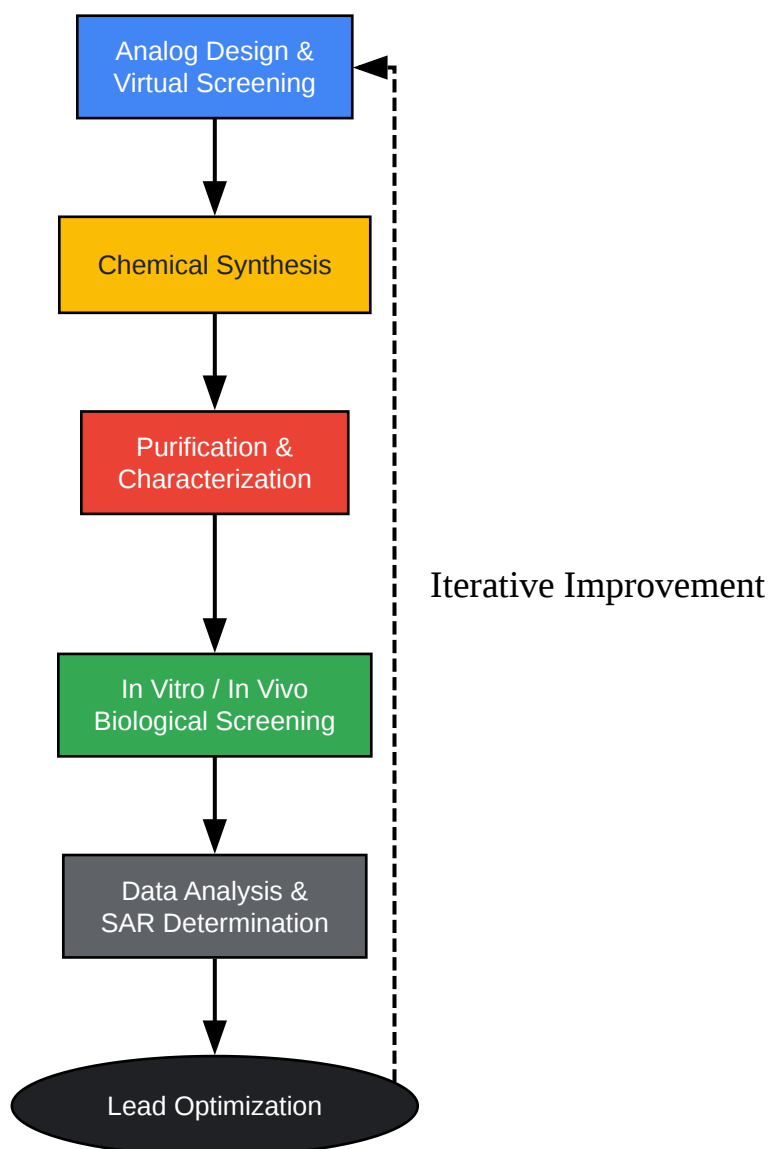 Analog Design &
Virtual Screening
Chemical Synthesis
Purification &
Characterization
Iterative Improvement
In Vitro / In Vivo
Biological Screening
Data Analysis &
SAR Determination
Lead Optimization